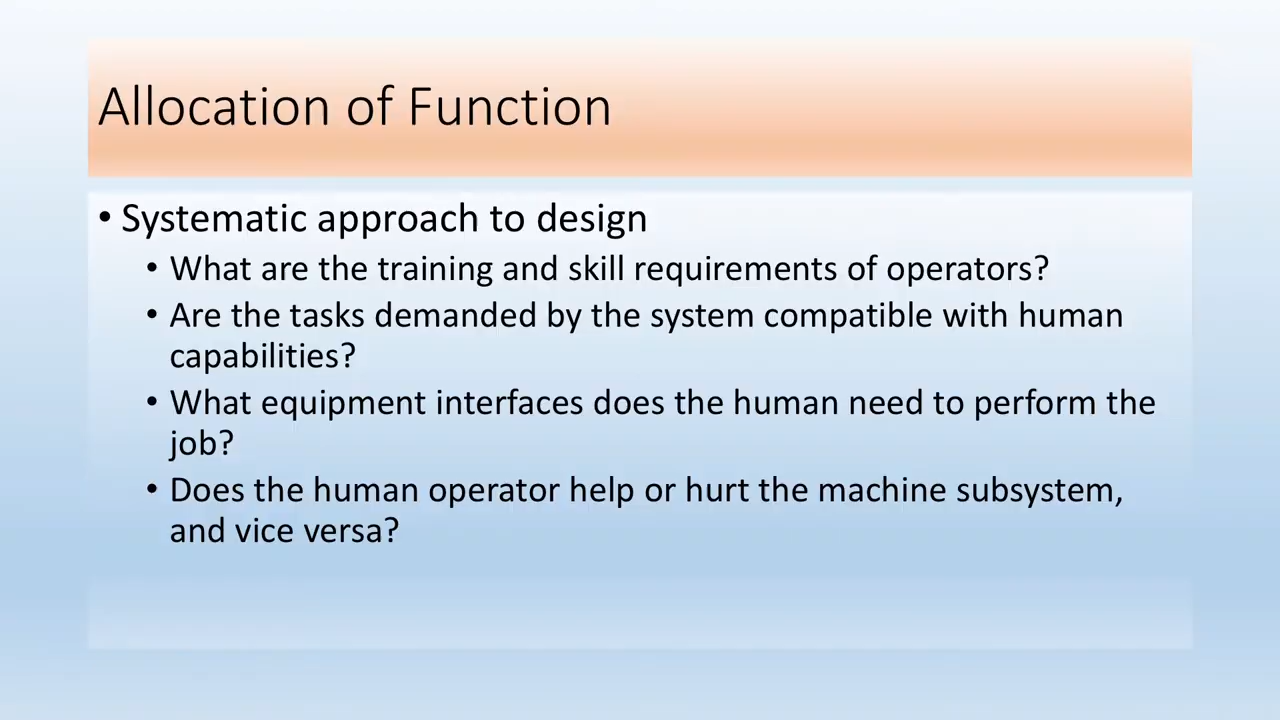 Allocation of Function
• Systematic approach to design
• What are the training and skill requirements of operators?
• Are the tasks demanded by the system compatible with human
capabilities?
• What equipment interfaces does the human need to perform the
job?
• Does the human operator help or hurt the machine subsystem,
and vice versa?